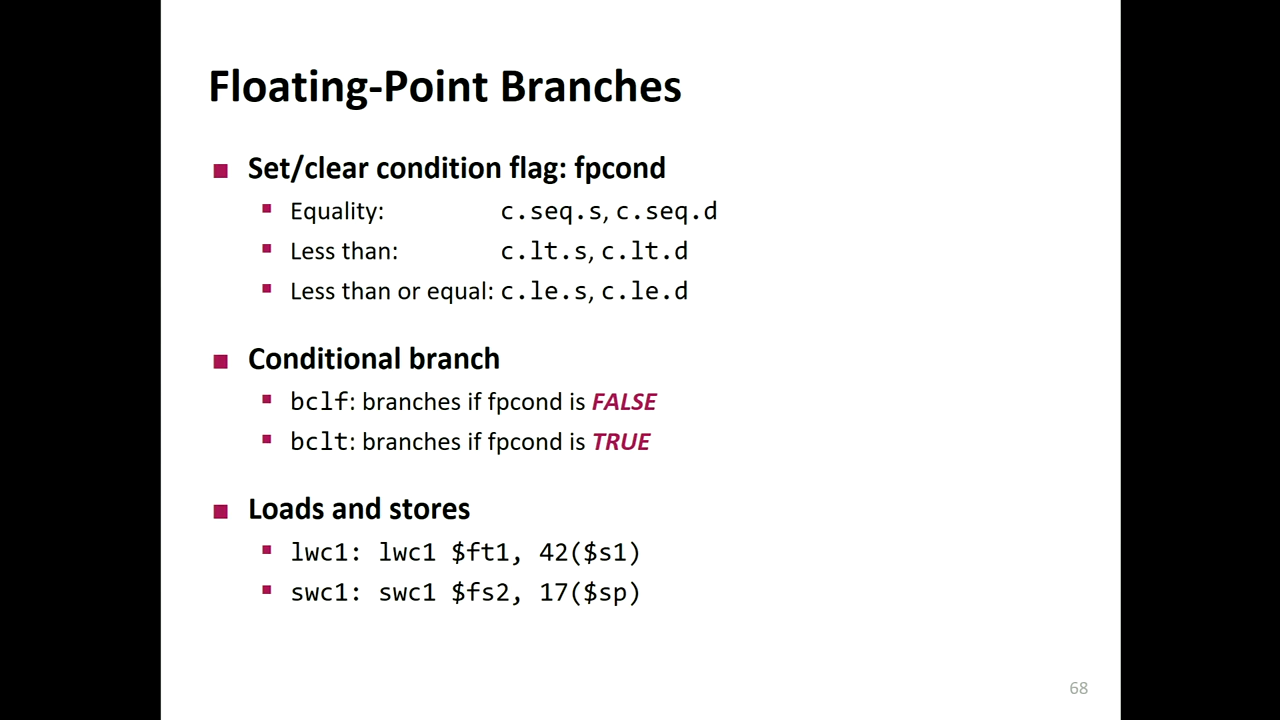 Floating-Point Branches
Set/clear condition flag: fpcond
Equality: c.seq.s, c.seq.d
Less than: c.lt.s, c.lt.d
Less than or equal: c.le.s, c.le.d
Conditional branch
bclf: branches if fpcond is FALSE
bclt: branches if fpcond is TRUE
Loads and stores
lwc1: lwc1 $ft1, 42($s1)
swc1: swc1 $fs2, 17($sp)
68